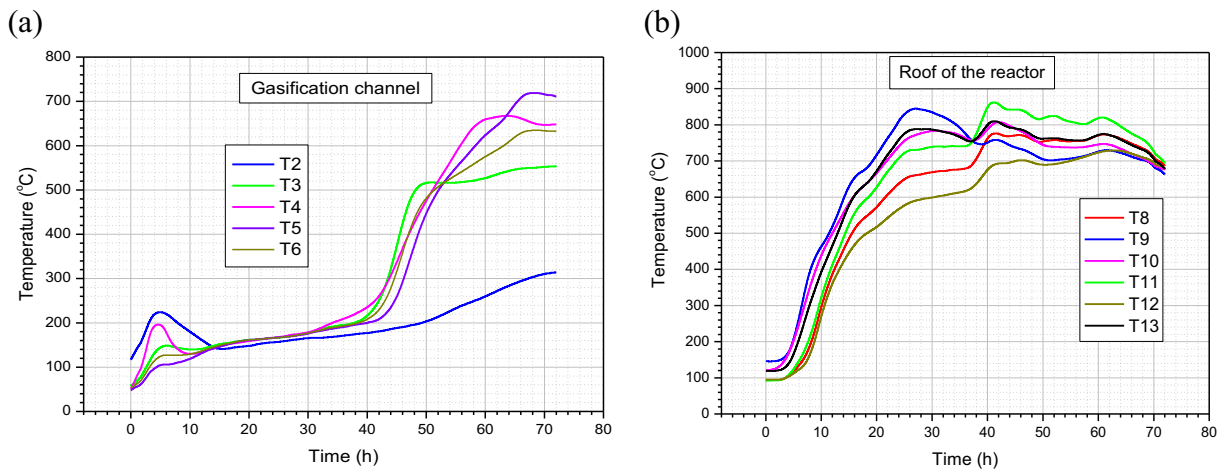 (a)
Gasification channel
T2
T3
T4
T5
T6
Temperature (°C)
800
700
600
500
400
300
200
100
0
0 10 20 30 40 50 60 70 80
Time (h)
(b)
Roof of the reactor
T8
T9
T10
T11
T12
T13
Temperature (°C)
1000
900
800
700
600
500
400
300
200
100
0
0 10 20 30 40 50 60 70 80
Time (h)